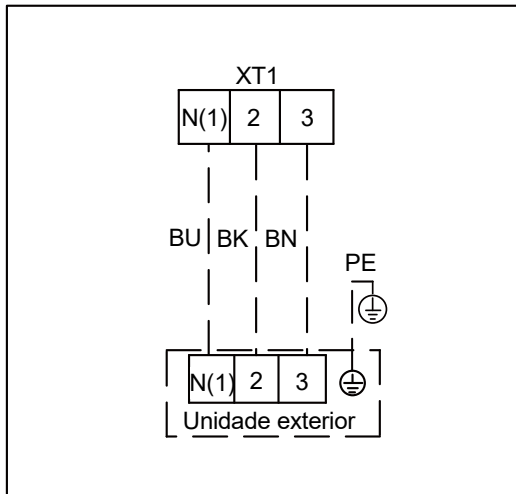 XT1
N(1) 2 3
BU BK BN
PE
N(1) 2 3
Unidade exterior